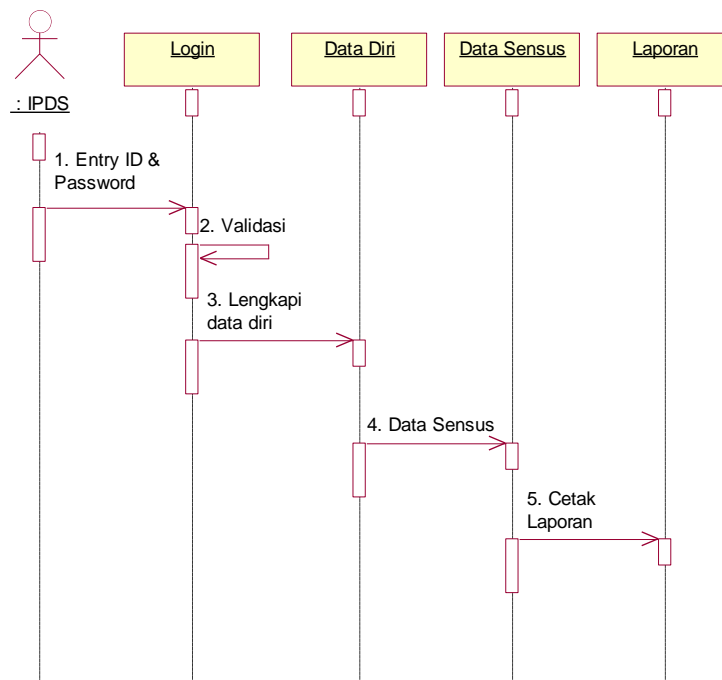 Login
Data Diri
Data Sensus
Laporan
: IPDS
1. Entry ID &
Password
2. Validasi
3. Lengkapi
data diri
4. Data Sensus
5. Cetak
Laporan